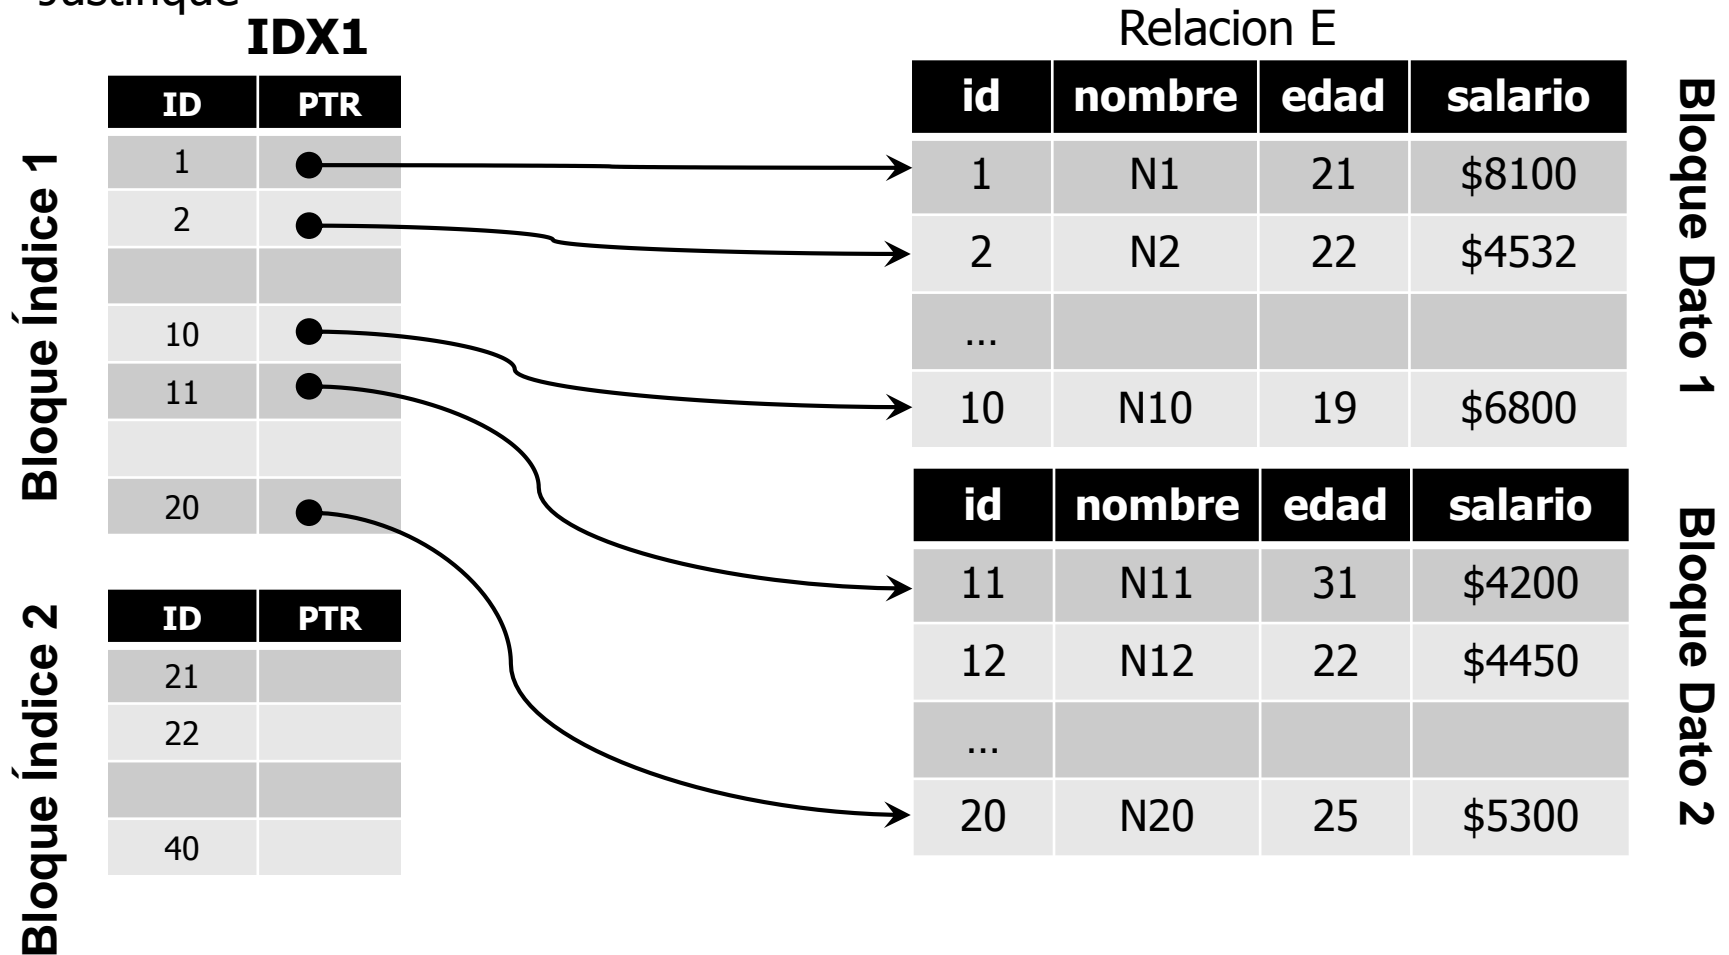 Justifique
IDX1
Relacion E
Bloque Índice 1
ID PTR
1
2
10
11
20
Bloque Índice 2
ID PTR
21
22
40
id nombre edad salario
1 N1 21 $8100
2 N2 22 $4532
...
10 N10 19 $6800
Bloque Dato 1
id nombre edad salario
11 N11 31 $4200
12 N12 22 $4450
...
20 N20 25 $5300
Bloque Dato 2